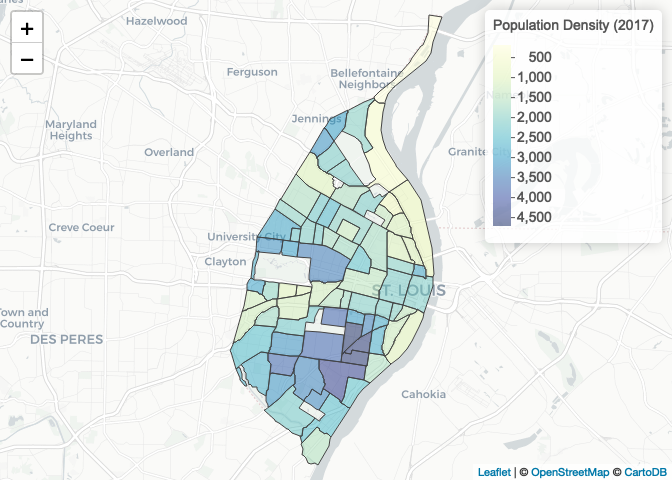 Hazelwood
+
−
Ferguson
Bellefontaine
Neighbors
Jennings
Maryland
Heights
Overland
Granite
Creve Coeur
University City
Clayton
ST. LOUIS
Town and
Country
DES PERES
Cahokia
Population Density (2017)
500
1,000
1,500
2,000
2,500
3,000
3,500
4,000
4,500
Leaflet | © OpenStreetMap © CartoDB